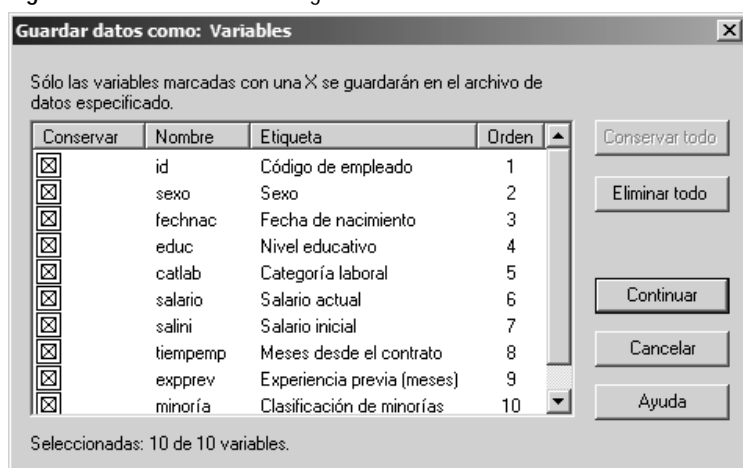 Guardar datos como: Variables
Sólo las variables marcadas con una X se guardarán en el archivo de
datos especificado.
Conservar Nombre Etiqueta Orden
id Código de empleado 1
sexo Sexo 2
fechnac Fecha de nacimiento 3
educ Nivel educativo 4
catlab Categoría laboral 5
salario Salario actual 6
salini Salario inicial 7
tiempemp Meses desde el contrato 8
expprev Experiencia previa (meses) 9
minoría Clasificación de minorías 10
Conservar todo
Eliminar todo
Continuar
Cancelar
Ayuda
Seleccionadas: 10 de 10 variables.